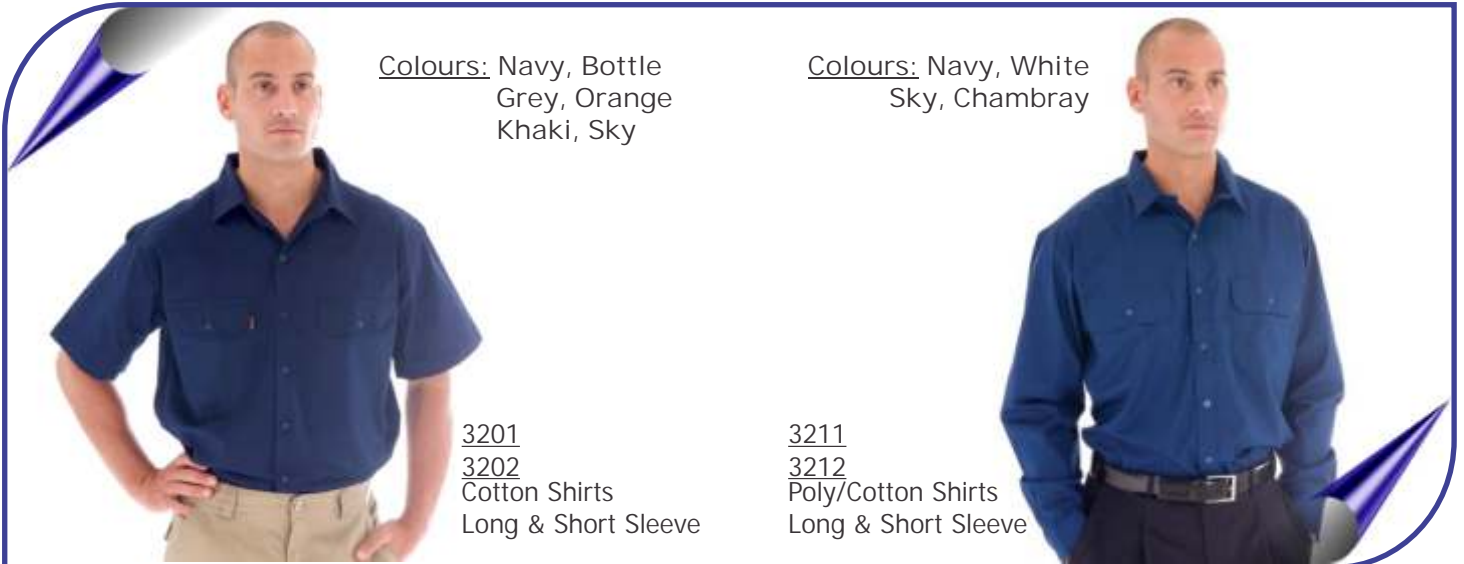 Colours: Navy, Bottle
Grey, Orange
Khaki, Sky
3201
3202
Cotton Shirts
Long & Short Sleeve
Colours: Navy, White
Sky, Chambray
3211
3212
Poly/Cotton Shirts
Long & Short Sleeve